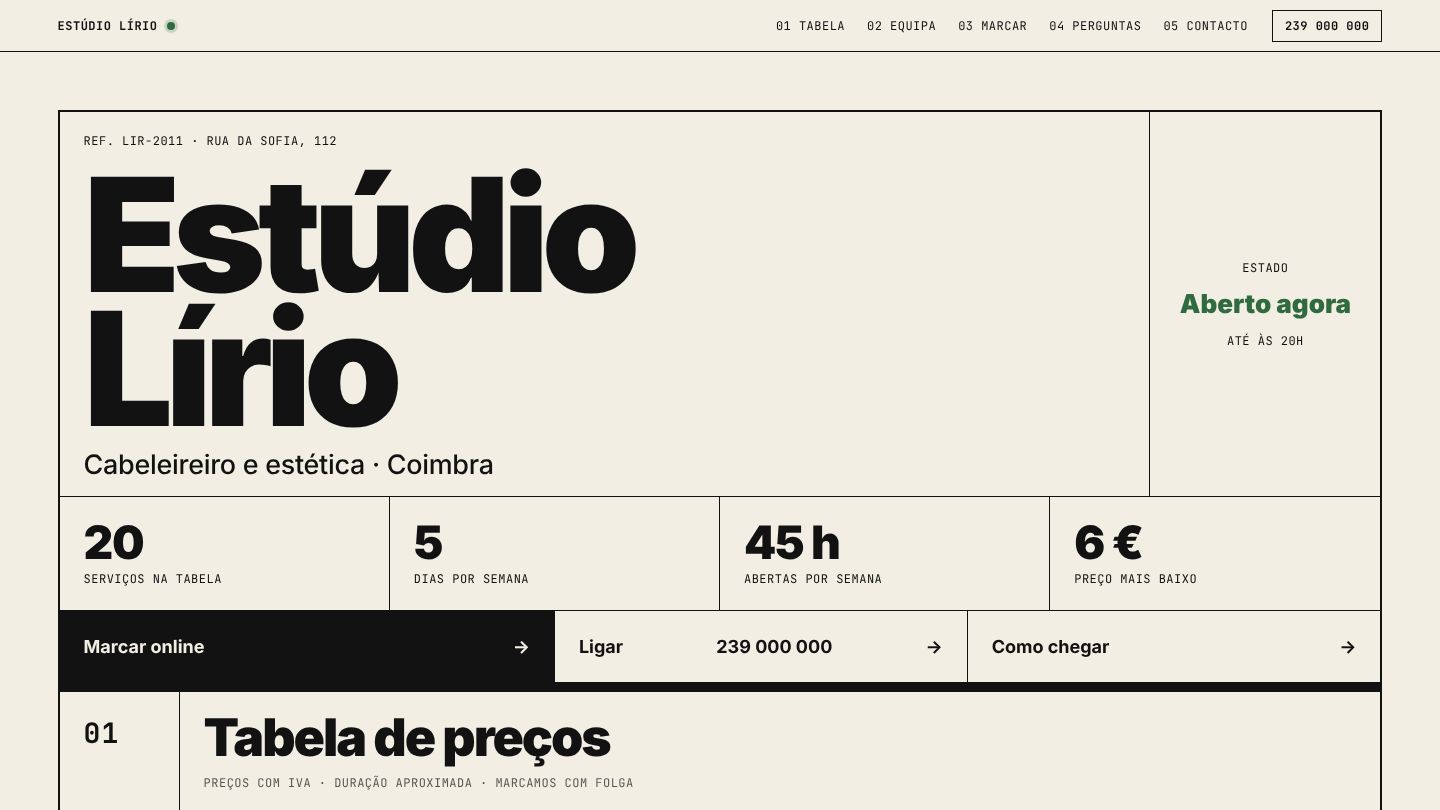 ESTÚDIO LÍRIO
01 TABELA 02 EQUIPA 03 MARCAR 04 PERGUNTAS 05 CONTACTO 239 000 000
REF. LIR-2011 · RUA DA SOFIA, 112
Estúdio
Lírio
Cabeleireiro e estética · Coimbra
ESTADO
Aberto agora
ATÉ ÀS 20H
20
SERVIÇOS NA TABELA
5
DIAS POR SEMANA
45 h
ABERTAS POR SEMANA
6 €
PREÇO MAIS BAIXO
Marcar online →
Ligar 239 000 000 →
Como chegar →
01
Tabela de preços
PREÇOS COM IVA · DURAÇÃO APROXIMADA · MARCAMOS COM FOLGA